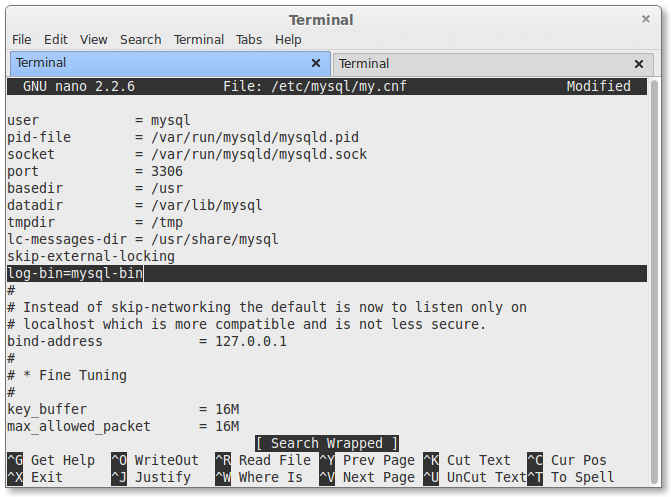 Terminal ×
File Edit View Search Terminal Tabs Help
Terminal × Terminal ×
GNU nano 2.2.6 File: /etc/mysql/my.cnf Modified
user = mysql
pid-file = /var/run/mysqld/mysqld.pid
socket = /var/run/mysqld/mysqld.sock
port = 3306
basedir = /usr
datadir = /var/lib/mysql
tmpdir = /tmp
lc-messages-dir = /usr/share/mysql
skip-external-locking
log-bin=mysql-bin
#
# Instead of skip-networking the default is now to listen only on
# localhost which is more compatible and is not less secure.
bind-address = 127.0.0.1
#
# * Fine Tuning
#
key_buffer = 16M
max_allowed_packet = 16M
[ Search Wrapped ]
^G Get Help ^O WriteOut ^R Read File ^Y Prev Page ^K Cut Text ^C Cur Pos
^X Exit ^J Justify ^W Where Is ^V Next Page ^U UnCut Text ^T To Spell